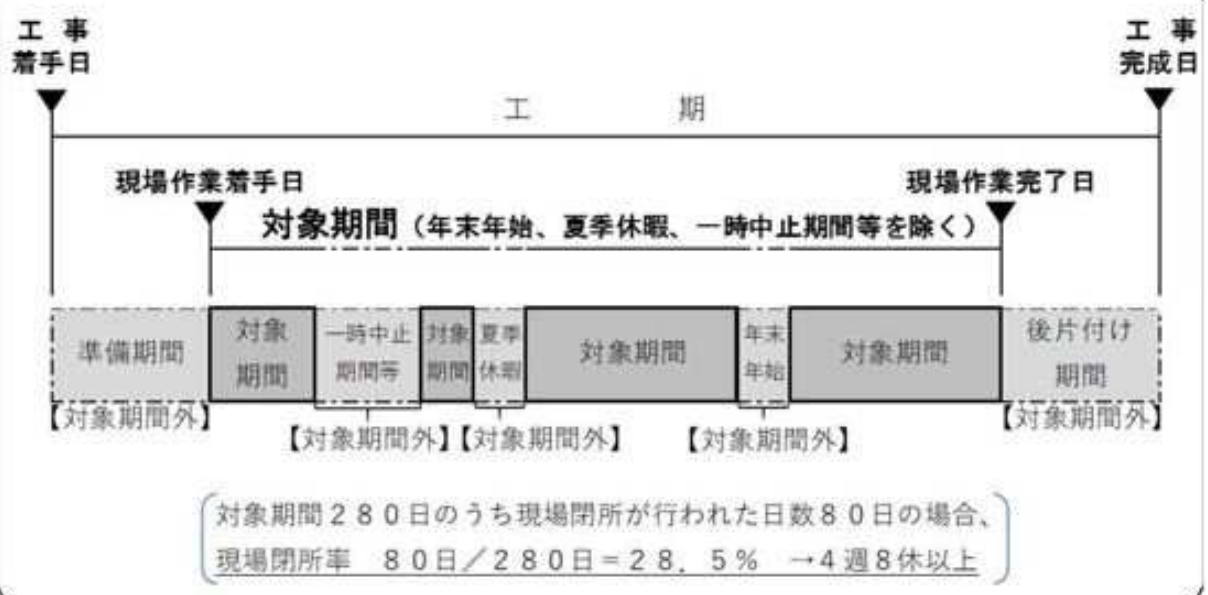 工　事
着手日
工　事
完成日
工　　　　　期
現場作業着手日
現場作業完了日
対象期間（年末年始、夏季休暇、一時中止期間等を除く）
準備期間
対象
期間
一時中止
期間等
対象
期間
夏季
休暇
対象期間
年末
年始
対象期間
後片付け
期間
【対象期間外】
【対象期間外】
【対象期間外】
【対象期間外】
【対象期間外】
対象期間２８０日のうち現場閉所が行われた日数８０日の場合、
現場閉所率　８０日／２８０日＝２８．５％　→４週８休以上